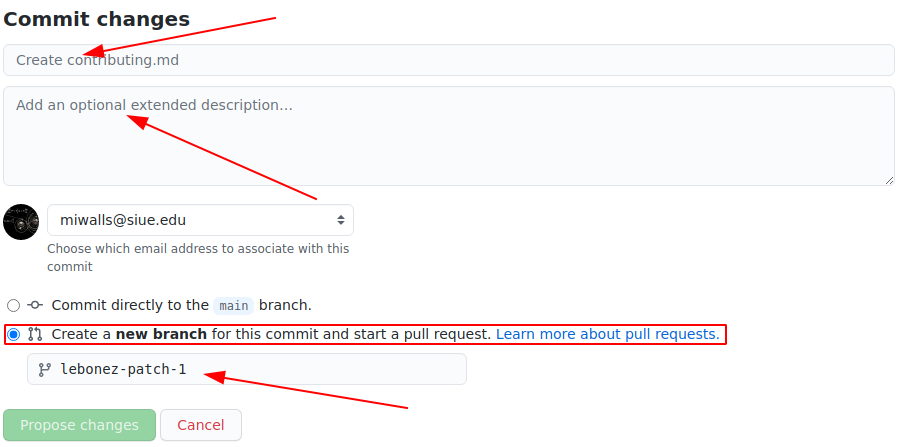 Commit changes
Create contributing.md
Add an optional extended description...
miwalls@siue.edu
Choose which email address to associate with this
commit
Commit directly to the main branch.
Create a new branch for this commit and start a pull request. Learn more about pull requests.
lebonez-patch-1
Propose changes Cancel